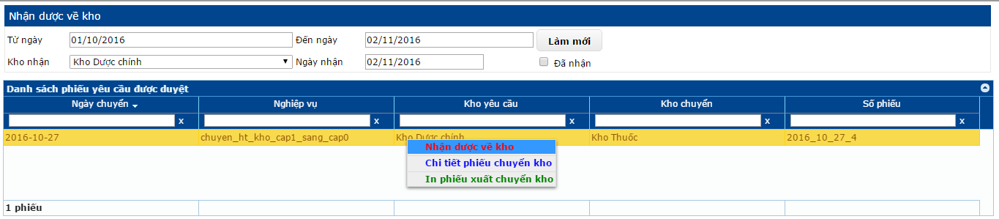 Nhận dược về kho
Từ ngày 01/10/2016 Đến ngày 02/11/2016 Làm mới
Kho nhận Kho Dược chính Ngày nhận 02/11/2016 Đã nhận
Danh sách phiếu yêu cầu được duyệt
Ngày chuyển Nghiệp vụ Kho yêu cầu Kho chuyển Số phiếu
x x x x x
2016-10-27 chuyen_ht_kho_cap1_sang_cap0 Kho Dược chính Kho Thuốc 2016_10_27_4
Nhận dược về kho
Chi tiết phiếu chuyển kho
In phiếu xuất chuyển kho
1 phiếu